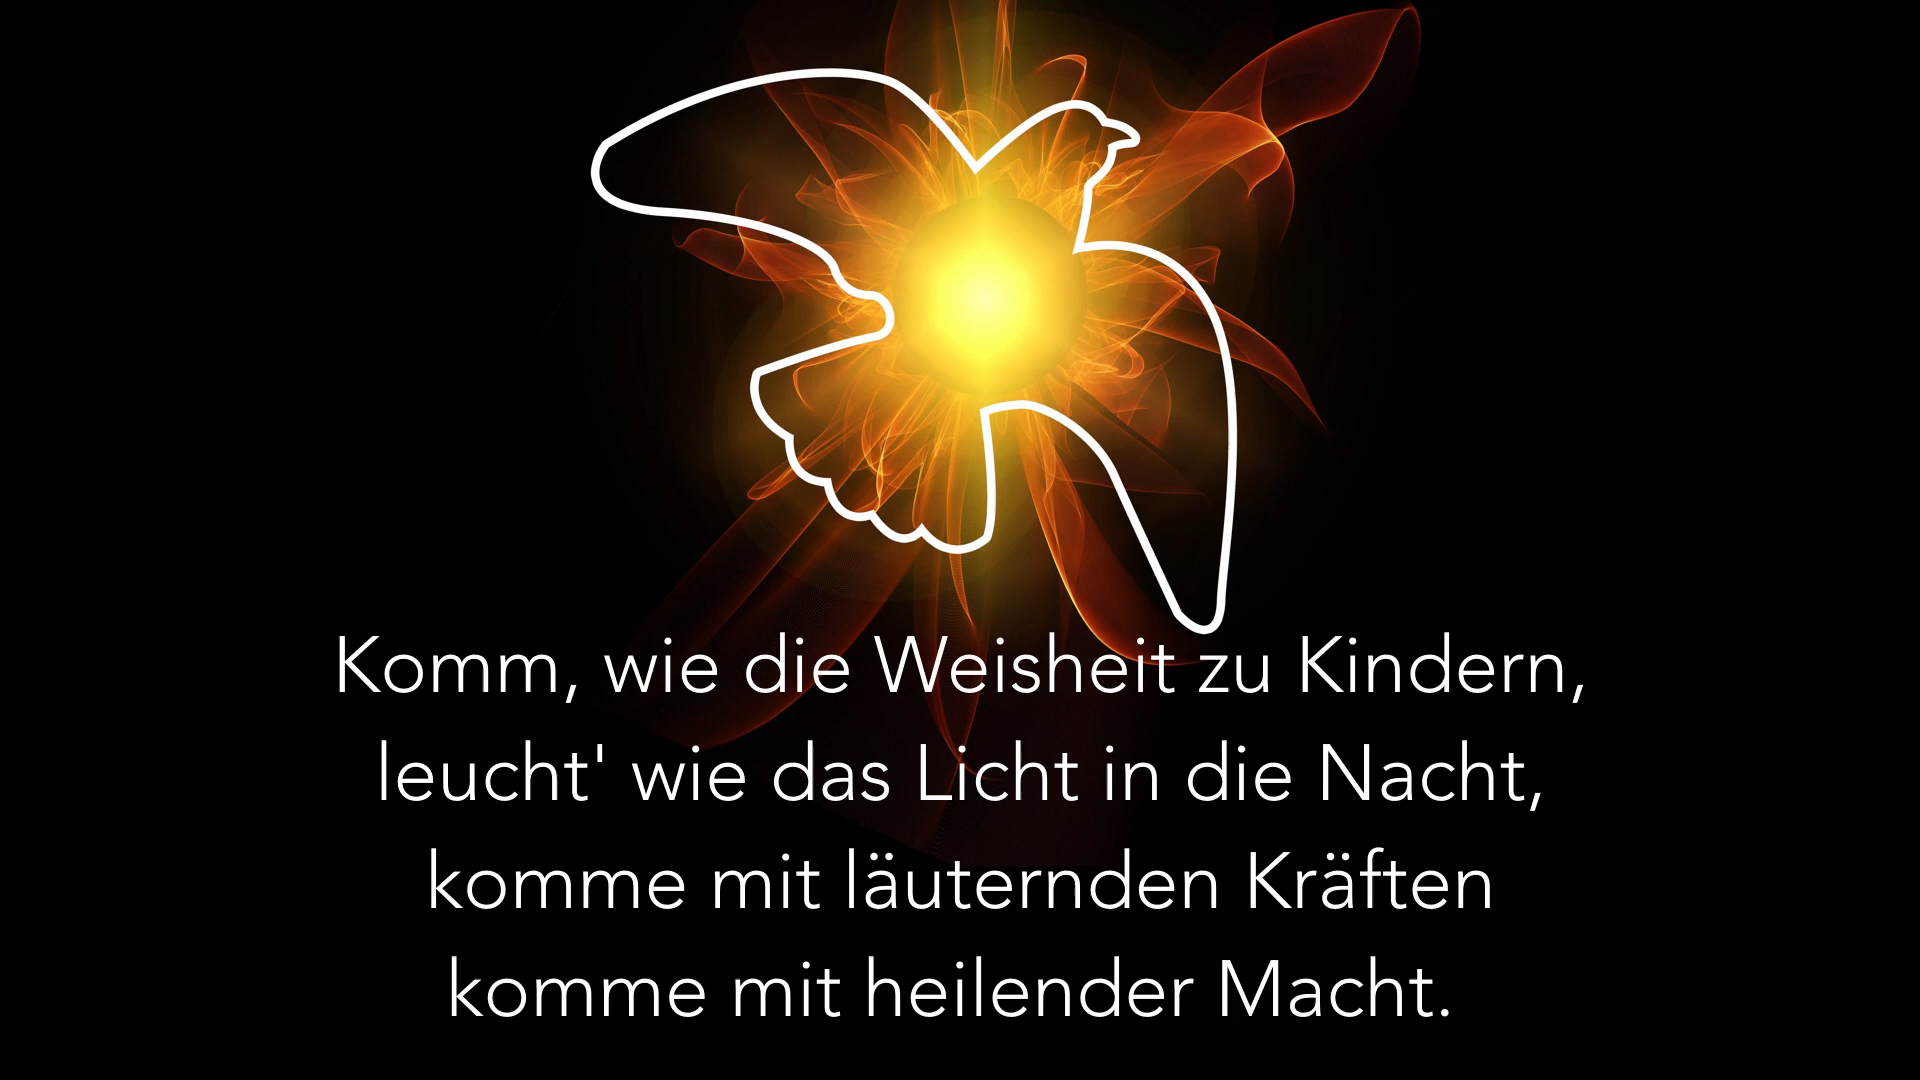 Komm, wie die Weisheit zu Kindern,
leucht' wie das Licht in die Nacht,
komme mit läuternden Kräften
komme mit heilender Macht.